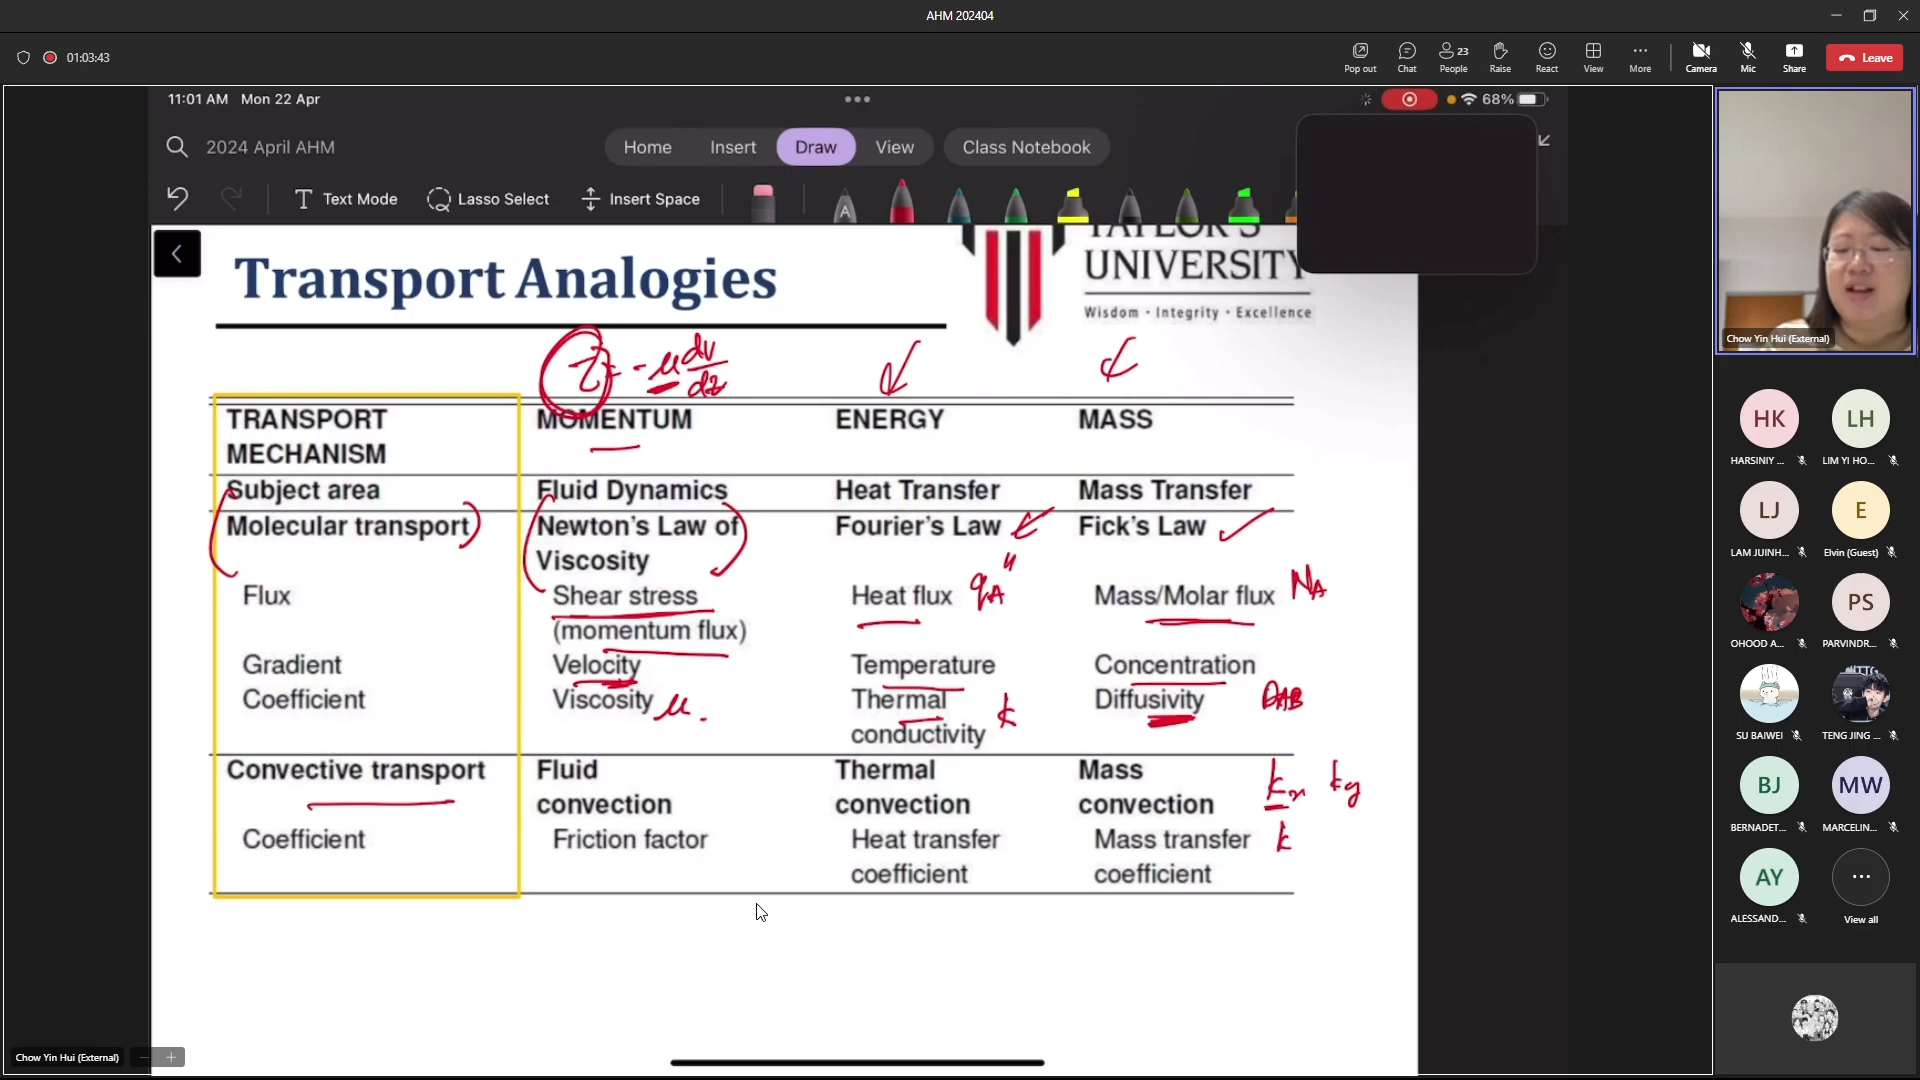 AHM 202404
01:03:43
Pop out
Chat
23
People
Raise
React
View
More
Camera
Mic
Share
Leave
11:01 AM Mon 22 Apr
68%
2024 April AHM
Home
Insert
Draw
View
Class Notebook
Text Mode
Lasso Select
Insert Space
A
Transport Analogies
TAYLOR'S
UNIVERSITY
Wisdom · Integrity · Excellence
= -μ dv/dz
TRANSPORT MECHANISM
MOMENTUM
ENERGY
MASS
Subject area
Fluid Dynamics
Heat Transfer
Mass Transfer
Molecular transport
Newton's Law of Viscosity
Fourier's Law
Fick's Law
Flux
Shear stress
Heat flux qA"
Mass/Molar flux NA
(momentum flux)
Gradient
Velocity
Temperature
Concentration
Coefficient
Viscosity μ.
Thermal conductivity k
Diffusivity DAB
Convective transport
Fluid convection
Thermal convection
Mass convection kx ky
Coefficient
Friction factor
Heat transfer coefficient
Mass transfer coefficient k
Chow Yin Hui (External)
HK
LH
HARSINIY ...
LIM YI HO...
LJ
E
LAM JUINH...
Elvin (Guest)
PS
OHOOD A...
PARVINDR...
SU BAIWEI
TENG JING ...
BJ
MW
BERNADET...
MARCELIN...
AY
...
ALESSAND...
View all
Chow Yin Hui (External)